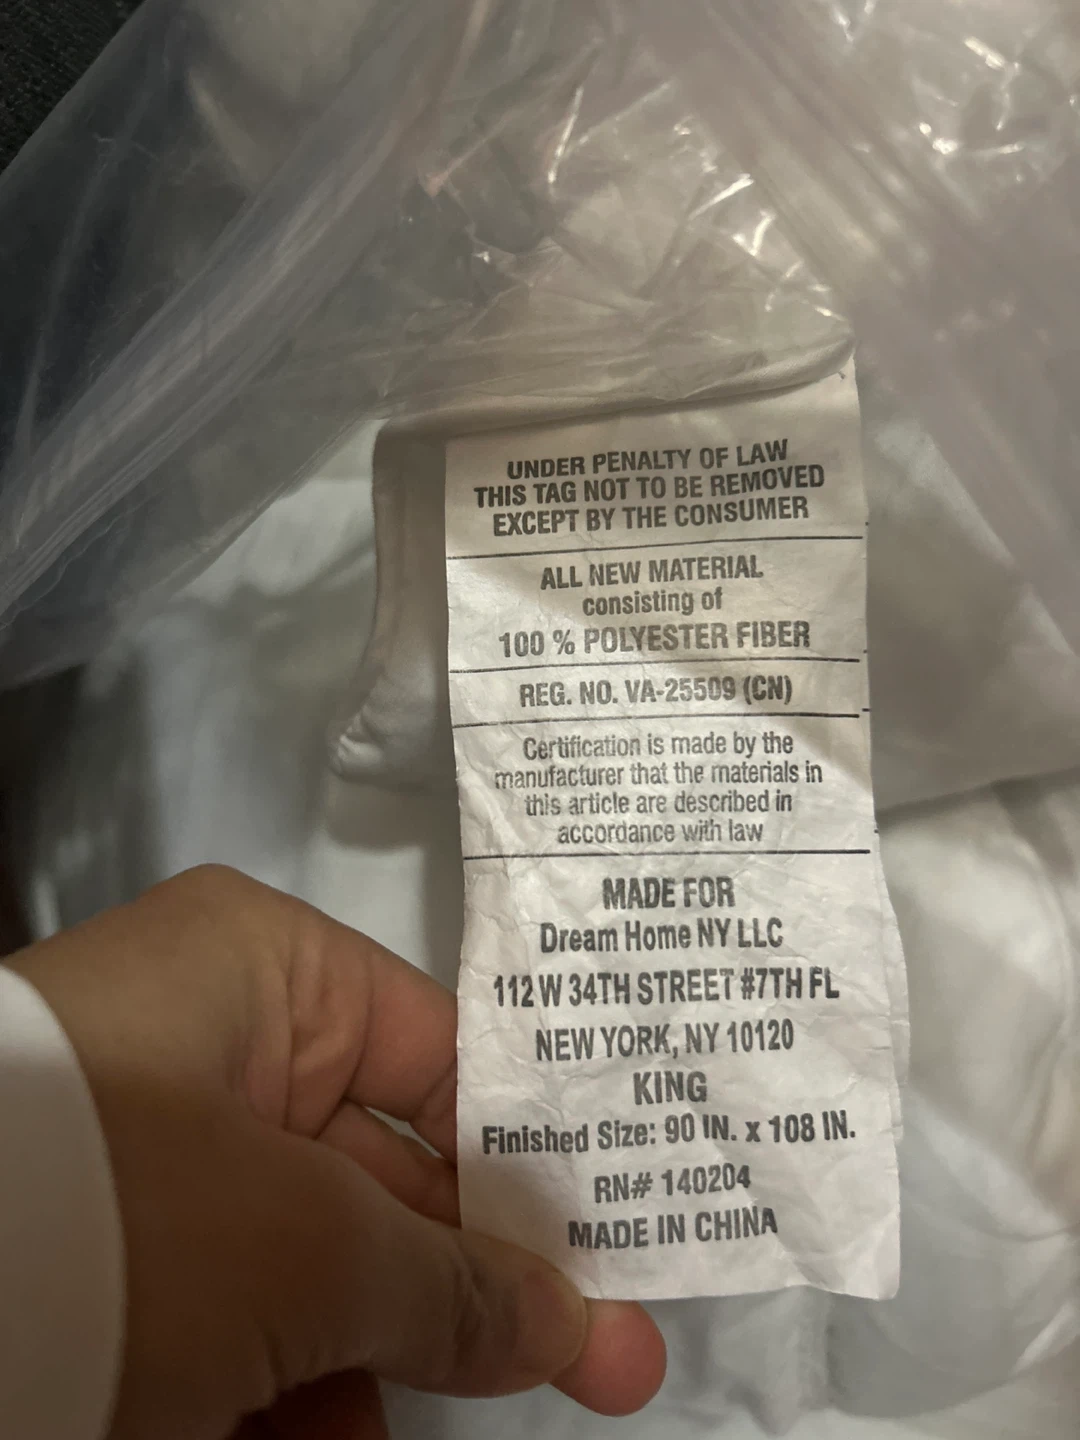 UNDER PENALTY OF LAW
THIS TAG NOT TO BE REMOVED
EXCEPT BY THE CONSUMER
ALL NEW MATERIAL
consisting of
100 % POLYESTER FIBER
REG. NO. VA-25509 (CN)
Certification is made by the
manufacturer that the materials in
this article are described in
accordance with law
MADE FOR
Dream Home NY LLC
112 W 34TH STREET #7TH FL
NEW YORK, NY 10120
KING
Finished Size: 90 IN. x 108 IN.
RN# 140204
MADE IN CHINA